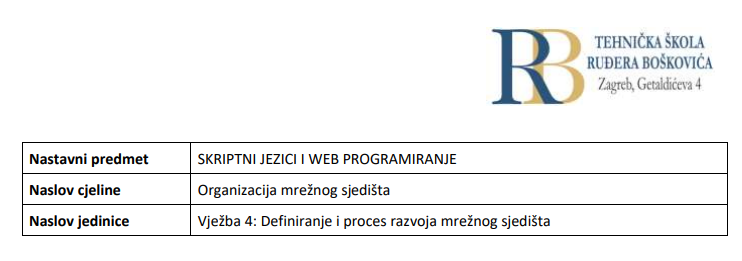 RB
TEHNIČKA ŠKOLA
RUĐERA BOŠKOVIĆA
Zagreb, Getaldićeva 4
Nastavni predmet SKRIPTNI JEZICI I WEB PROGRAMIRANJE
Naslov cjeline Organizacija mrežnog sjedišta
Naslov jedinice Vježba 4: Definiranje i proces razvoja mrežnog sjedišta